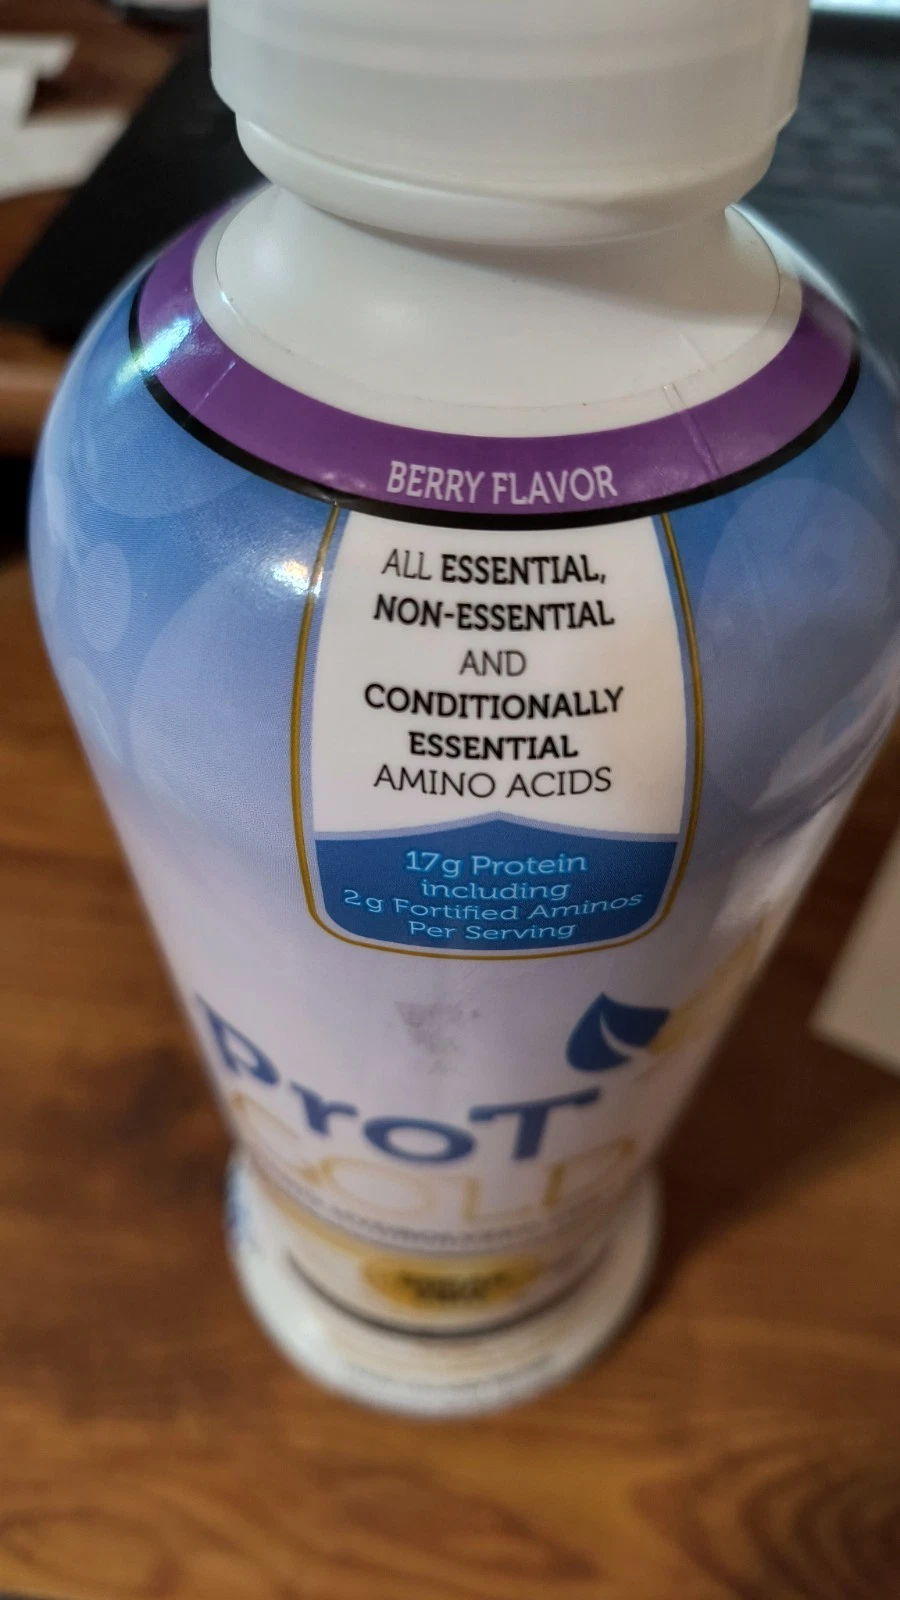 BERRY FLAVOR
ALL ESSENTIAL,
NON-ESSENTIAL
AND
CONDITIONALLY
ESSENTIAL
AMINO ACIDS
17g Protein
including
2g Fortified Aminos
Per Serving
ProT
GOLD